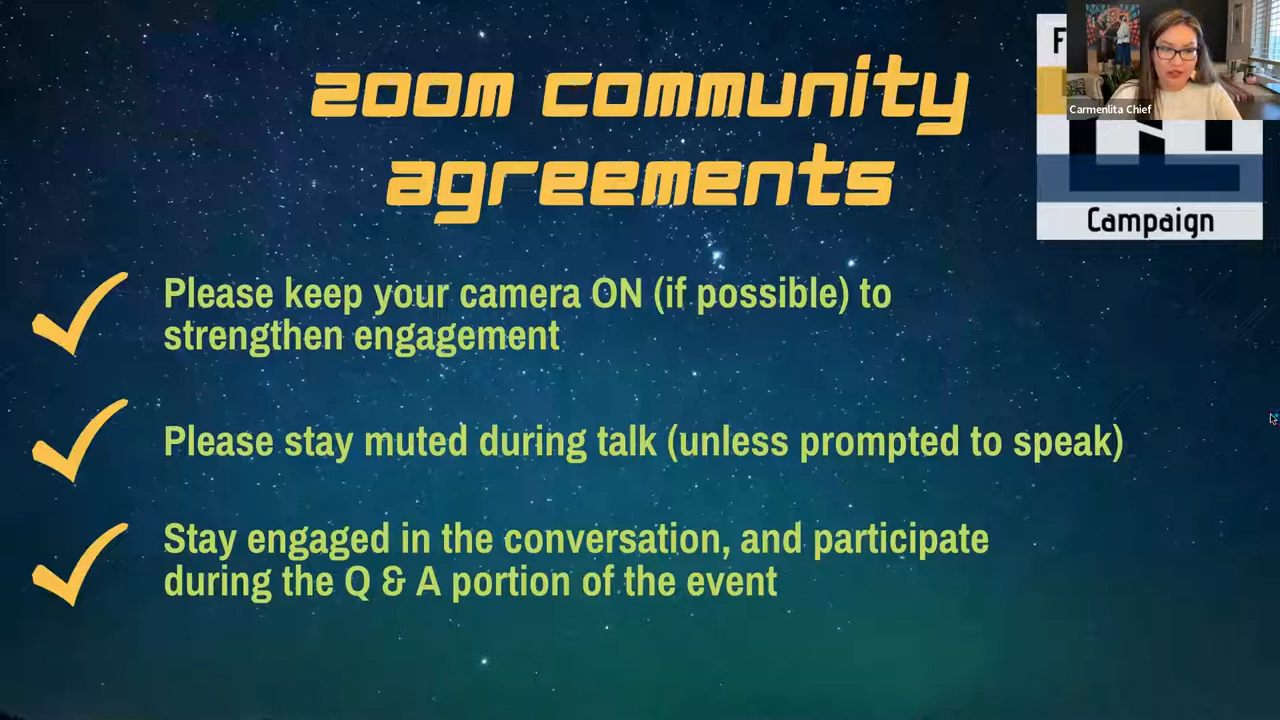 zoom community
agreements
Carmenlita Chief
Campaign
Please keep your camera ON (if possible) to
strengthen engagement
Please stay muted during talk (unless prompted to speak)
Stay engaged in the conversation, and participate
during the Q & A portion of the event